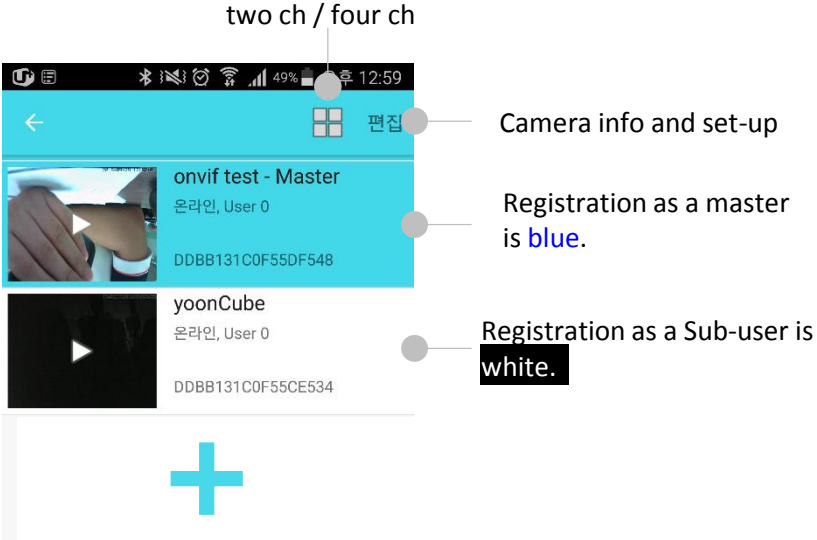 two ch / four ch
49%
후 12:59
편집
Camera info and set-up
onvif test - Master
온라인, User 0
DDBB131C0F55DF548
Registration as a master
is blue.
yoonCube
온라인, User 0
DDBB131C0F55CE534
Registration as a Sub-user is
white.